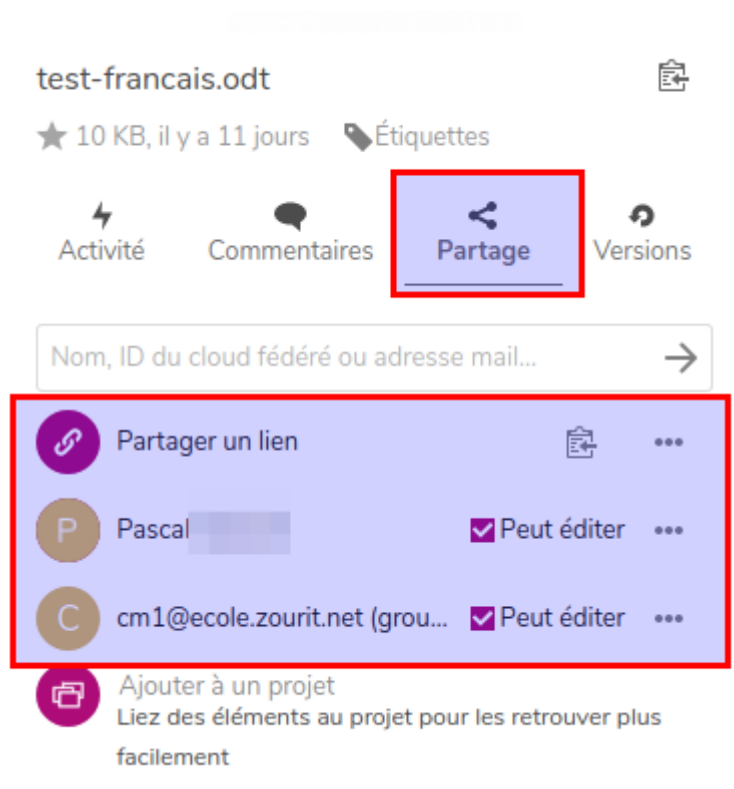 test-francais.odt
10 KB, il y a 11 jours Étiquettes
Activité Commentaires Partage Versions
Nom, ID du cloud fédéré ou adresse mail...
Partager un lien
P Pascal Peut éditer
C cm1@ecole.zourit.net (grou... Peut éditer
Ajouter à un projet
Liez des éléments au projet pour les retrouver plus
facilement